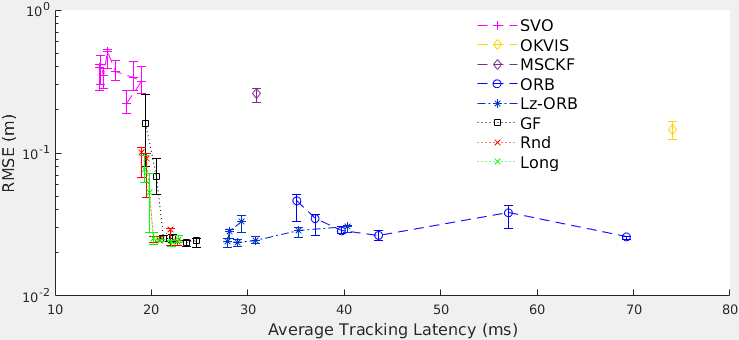 10^0
10^-1
10^-2
RMSE (m)
10 20 30 40 50 60 70 80
Average Tracking Latency (ms)
SVO
OKVIS
MSCKF
ORB
Lz-ORB
GF
Rnd
Long